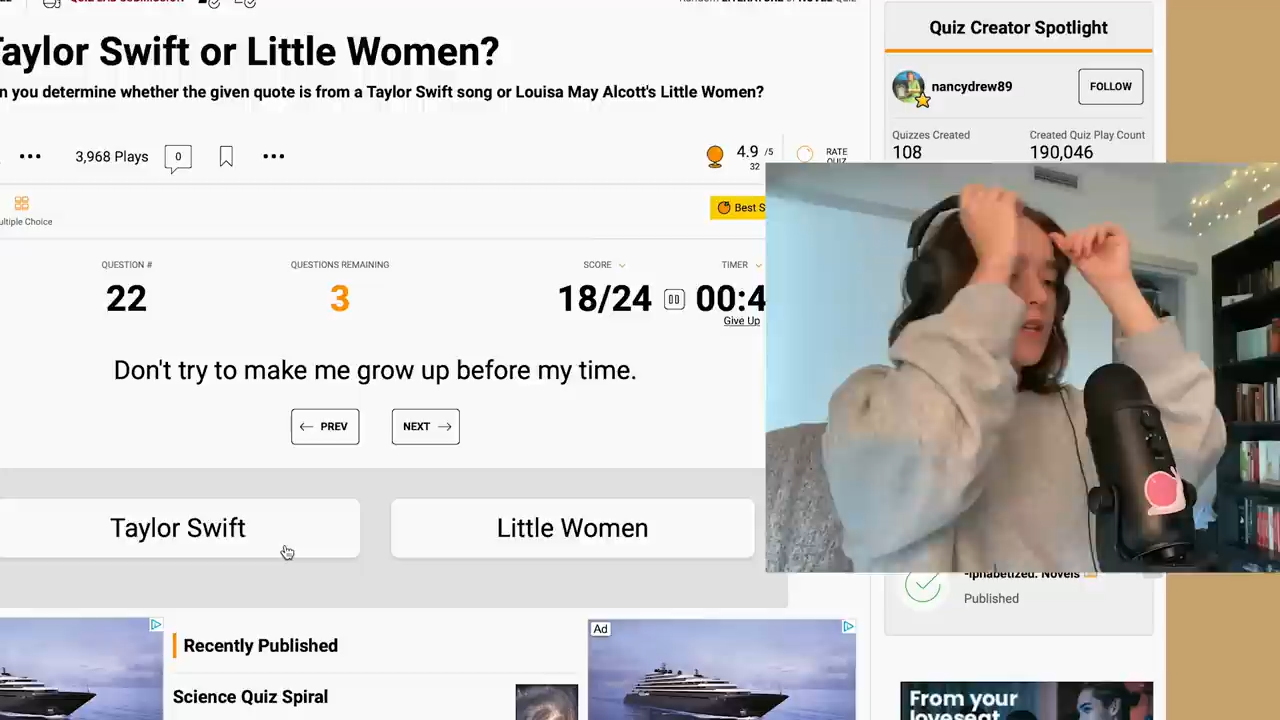 Taylor Swift or Little Women?
n you determine whether the given quote is from a Taylor Swift song or Louisa May Alcott's Little Women?
3,968 Plays
0
4.9 /5
32
RATE
QUIZ
ultiple Choice
Best S
QUESTION #
22
QUESTIONS REMAINING
3
SCORE
18/24
TIMER
00:4
Give Up
Don't try to make me grow up before my time.
← PREV
NEXT →
Taylor Swift
Little Women
Recently Published
Science Quiz Spiral
Ad
Quiz Creator Spotlight
nancydrew89
FOLLOW
Quizzes Created
108
Created Quiz Play Count
190,046
-lphabetized: Novels
Published
From your
loveseat